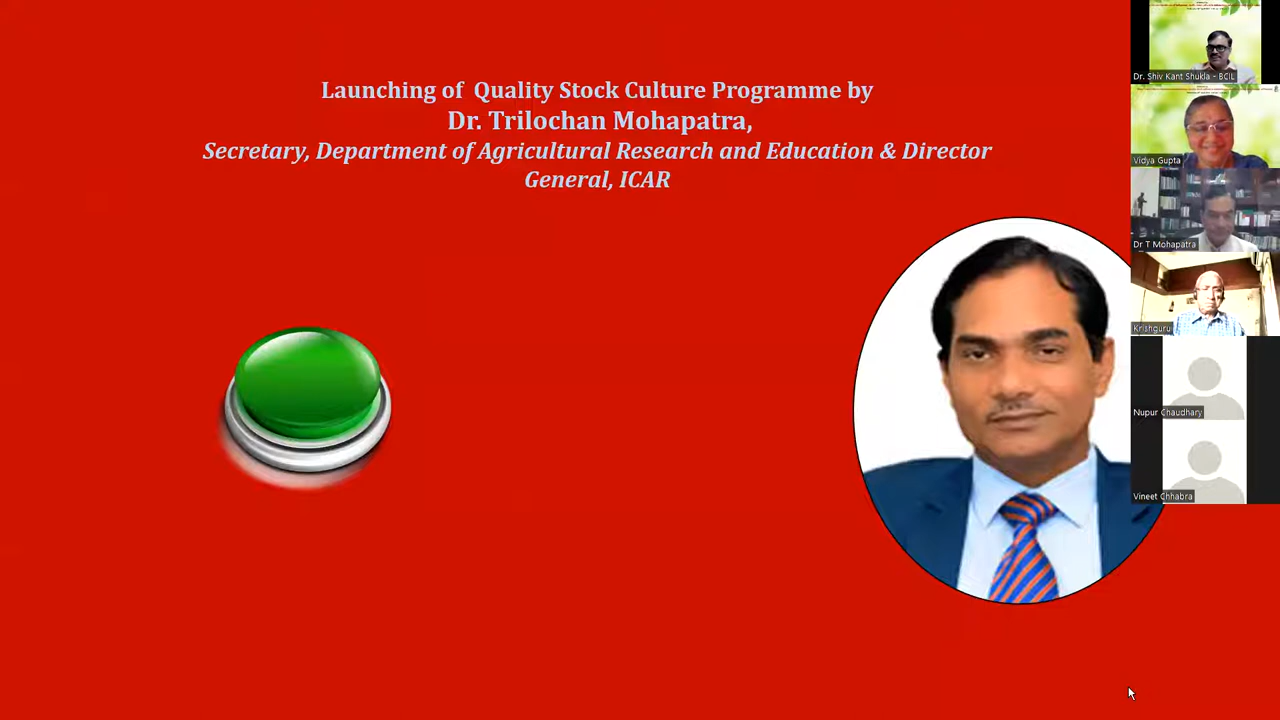 Launching of Quality Stock Culture Programme by
Dr. Trilochan Mohapatra,
Secretary, Department of Agricultural Research and Education & Director
General, ICAR
Dr. Shiv Kant Shukla - BCIL
Vidya Gupta
Dr T Mohapatra
Krishguru
Nupur Chaudhary
Vineet Chhabra